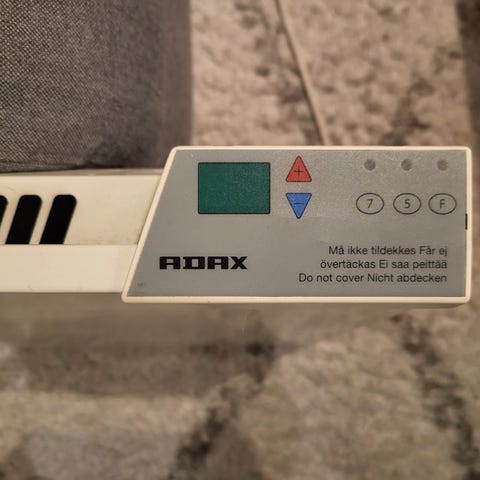 +
−
7 5 F
ADAX
Må ikke tildekkes Får ej
övertäckas Ei saa peittää
Do not cover Nicht abdecken